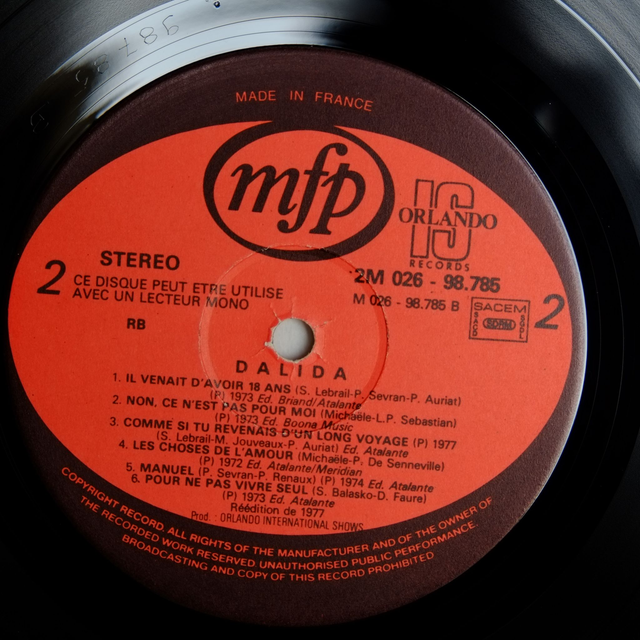 98785
MADE IN FRANCE
mfp
IS
ORLANDO
RECORDS
STEREO
2
CE DISQUE PEUT ETRE UTILISE
AVEC UN LECTEUR MONO
RB
2M 026 - 98.785
M 026 - 98.785 B
SACEM
SDRM
2
DALIDA
1. IL VENAIT D'AVOIR 18 ANS (S. Lebrail-P. Sevran-P. Auriat)
(P) 1973 Ed. Briand/Atalante
2. NON, CE N'EST PAS POUR MOI (Michaële-L.P. Sebastian)
(P) 1973 Ed. Boona Music
3. COMME SI TU REVENAIS D'UN LONG VOYAGE (P) 1977
(S. Lebrail-M. Jouveaux-P. Auriat) Ed. Atalante
4. LES CHOSES DE L'AMOUR (Michaële-P. De Senneville)
(P) 1972 Ed. Atalante/Meridian
5. MANUEL (P. Sevran-P. Renaux) (P) 1974 Ed. Atalante
6. POUR NE PAS VIVRE SEUL (S. Balasko-D. Faure)
(P) 1973 Ed. Atalante
Réédition de 1977
Prod. : ORLANDO INTERNATIONAL SHOWS
COPYRIGHT RECORD. ALL RIGHTS OF THE MANUFACTURER AND OF THE OWNER OF
THE RECORDED WORK RESERVED UNAUTHORISED PUBLIC PERFORMANCE
BROADCASTING AND COPY OF THIS RECORD PROHIBITED